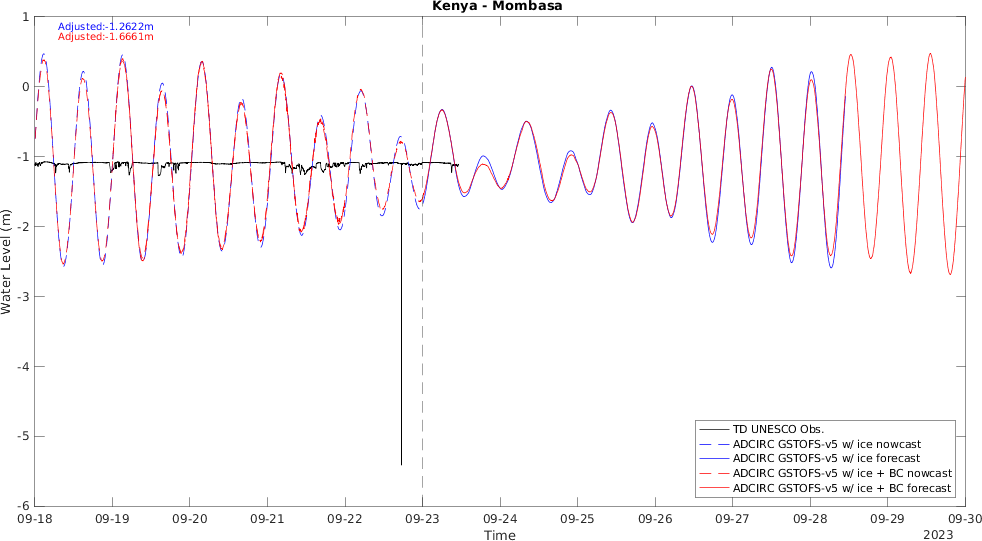 Kenya - Mombasa
Adjusted:-1.2622m
Adjusted:-1.6661m
1
0
-1
-2
-3
-4
-5
-6
Water Level (m)
TD UNESCO Obs.
ADCIRC GSTOFS-v5 w/ ice nowcast
ADCIRC GSTOFS-v5 w/ ice forecast
ADCIRC GSTOFS-v5 w/ ice + BC nowcast
ADCIRC GSTOFS-v5 w/ ice + BC forecast
09-18 09-19 09-20 09-21 09-22 09-23 09-24 09-25 09-26 09-27 09-28 09-29 09-30
Time
2023